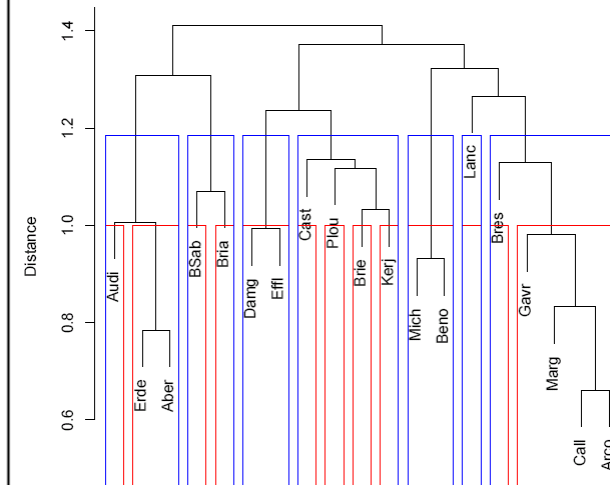 1.4
1.2
1.0
0.8
0.6
Distance
Audi
Erde
Aber
BSab
Bria
Damg
Effl
Cast
Plou
Brie
Kerj
Mich
Beno
Lanc
Bres
Gavr
Marg
Call
Arco